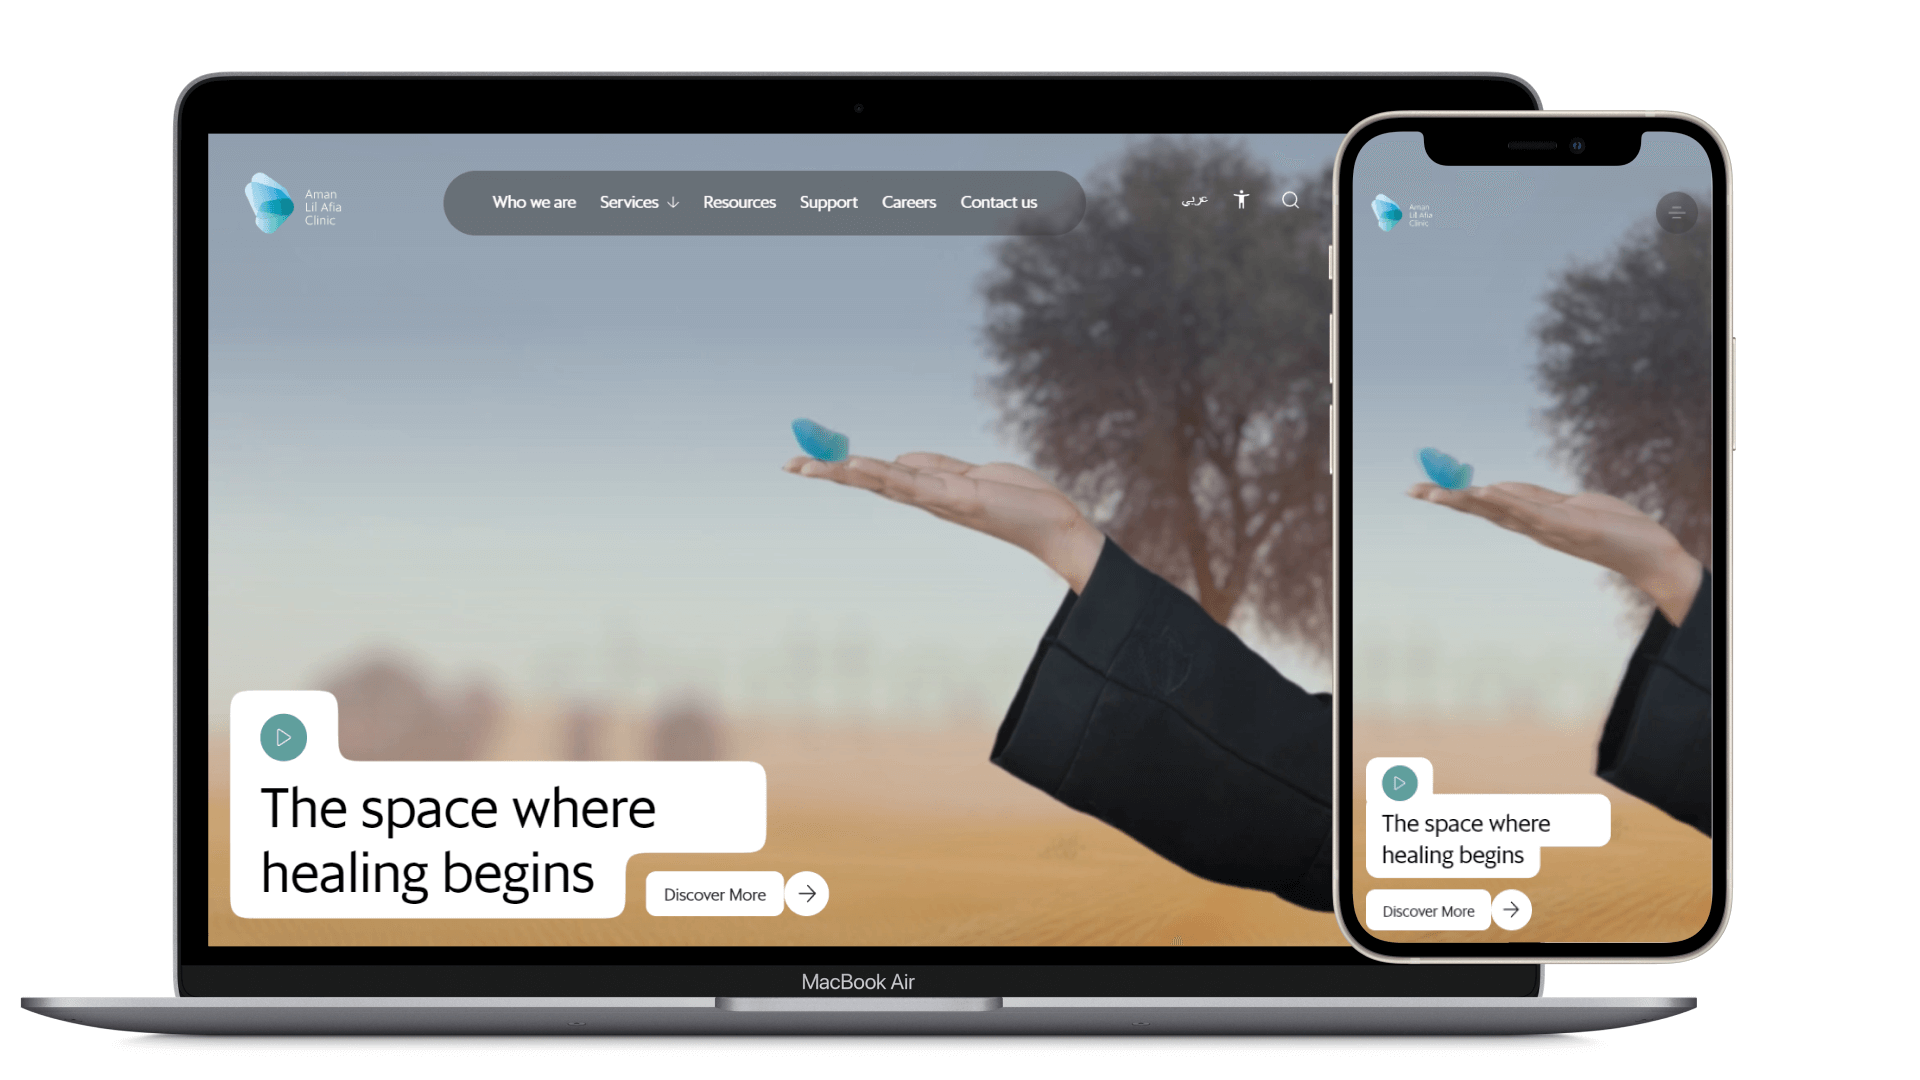 Aman
Lil Afia
Clinic
Who we are
Services
Resources
Support
Careers
Contact us
عربي
The space where
healing begins
Discover More
MacBook Air
Aman
Lil Afia
Clinic
The space where
healing begins
Discover More